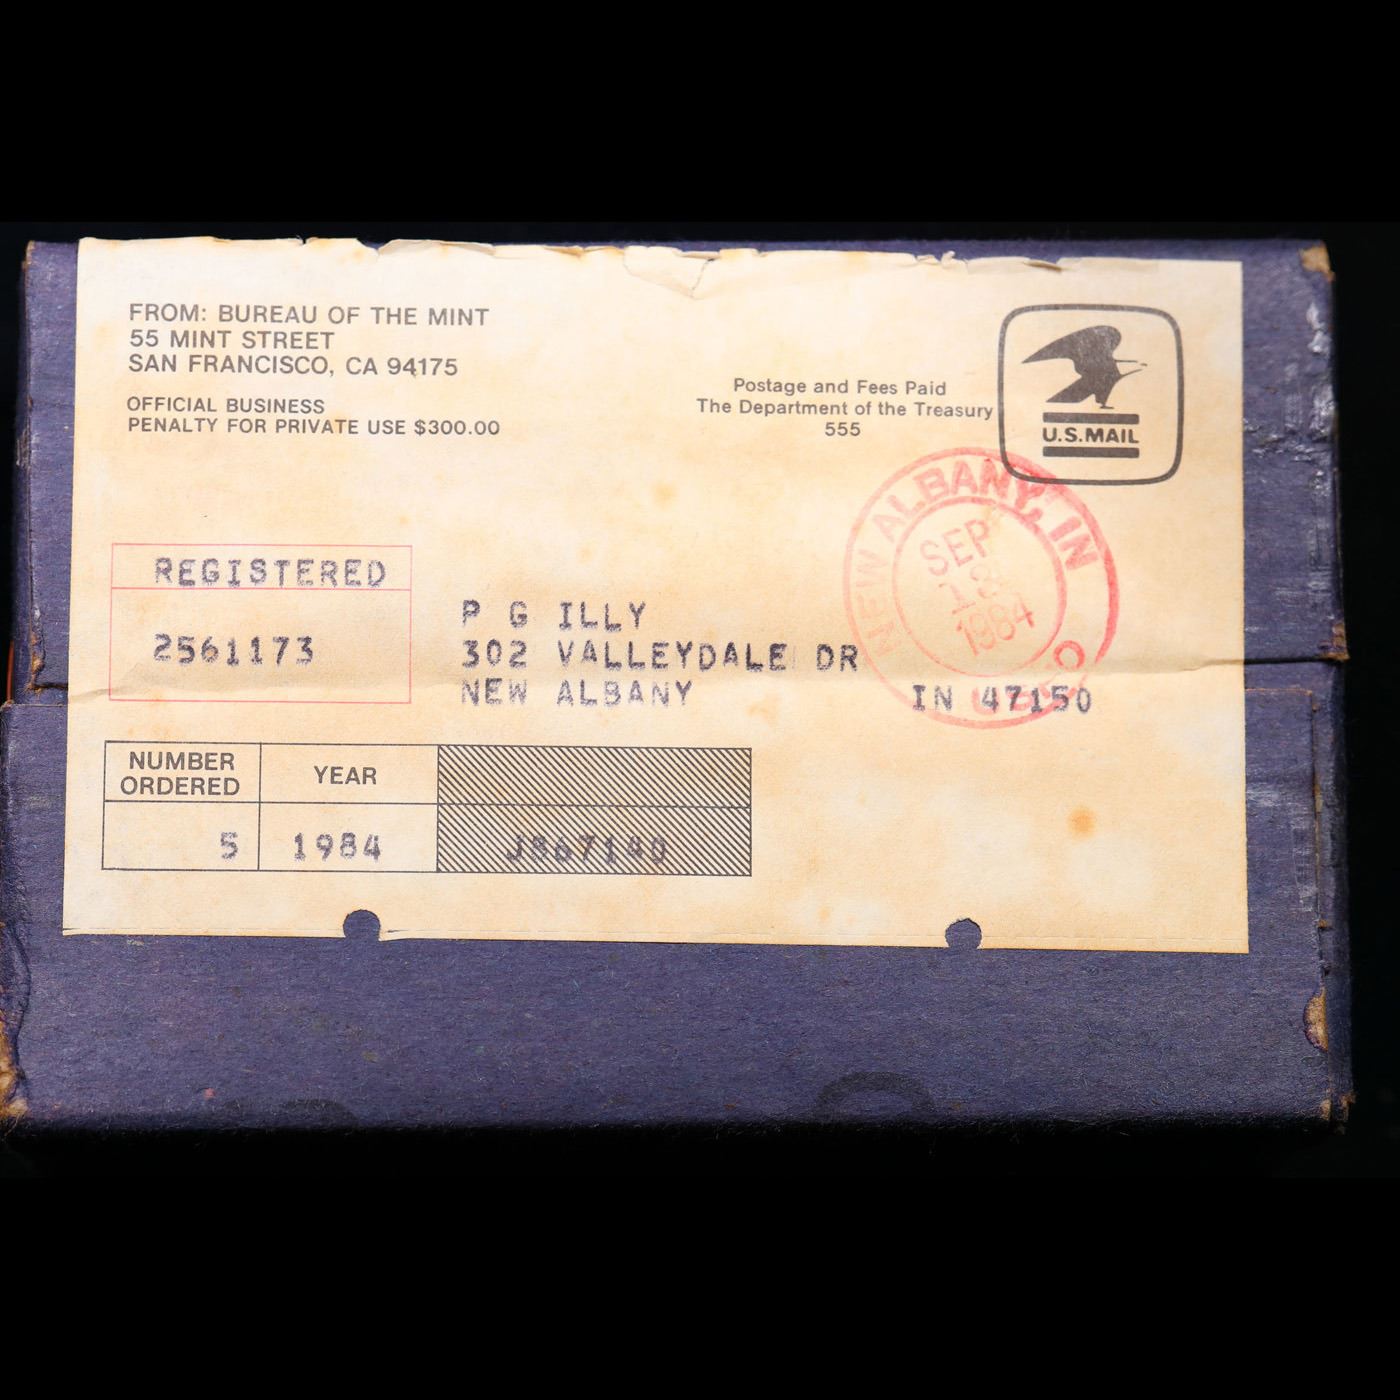 FROM: BUREAU OF THE MINT
55 MINT STREET
SAN FRANCISCO, CA 94175
OFFICIAL BUSINESS
PENALTY FOR PRIVATE USE $300.00
Postage and Fees Paid
The Department of the Treasury
555
U.S.MAIL
NEW ALBANY, IN
SEP
1984
REGISTERED
2561173
P G ILLY
302 VALLEYDALE DR
NEW ALBANY IN 47150
NUMBER ORDERED
YEAR
5 1984 J867140